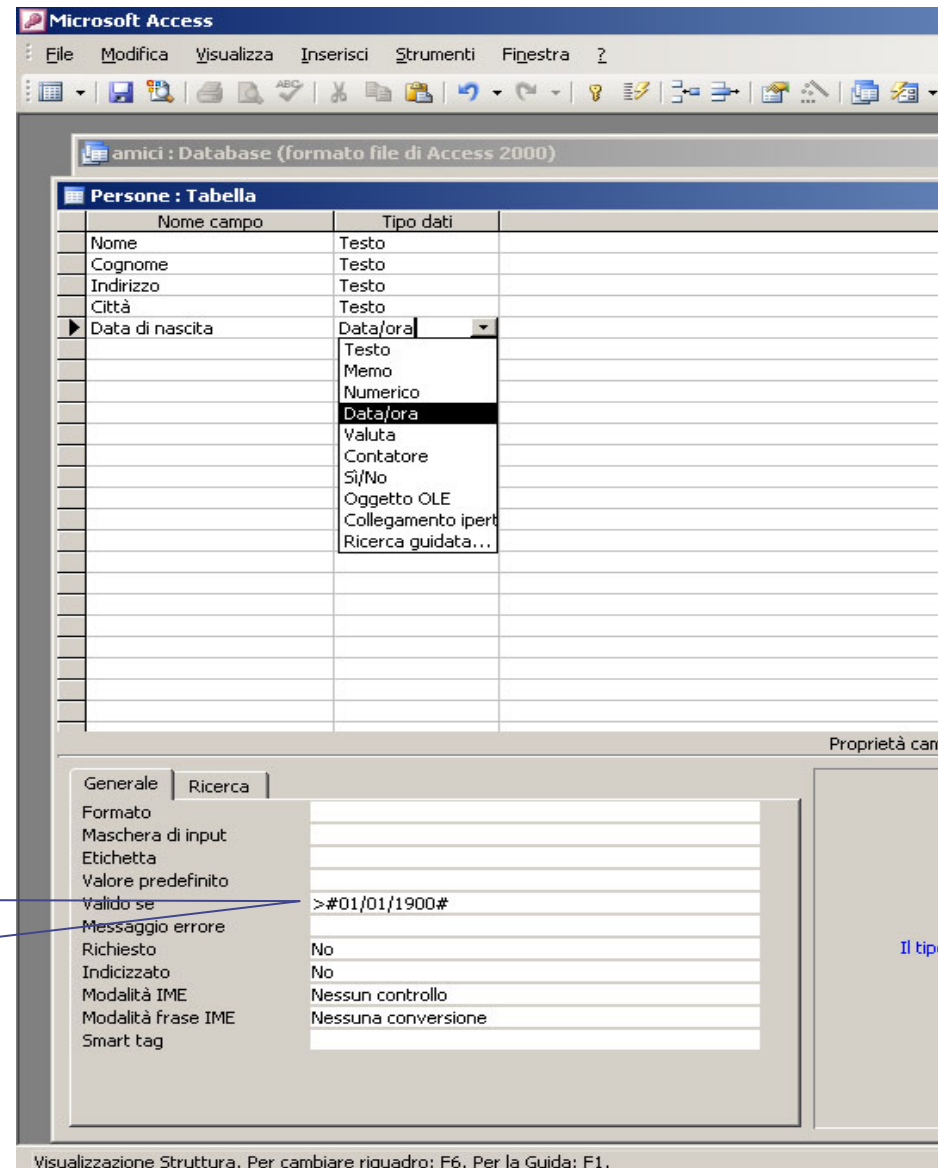 Microsoft Access
File Modifica Visualizza Inserisci Strumenti Finestra ?
amici : Database (formato file di Access 2000)
Persone : Tabella
Nome campo Tipo dati
Nome Testo
Cognome Testo
Indirizzo Testo
Città Testo
Data di nascita Data/ora
Testo
Memo
Numerico
Data/ora
Valuta
Contatore
Sì/No
Oggetto OLE
Collegamento ipert
Ricerca guidata...
Proprietà cam
Generale Ricerca
Formato
Maschera di input
Etichetta
Valore predefinito
Valido se >#01/01/1900#
Messaggio errore
Richiesto No
Indicizzato No
Modalità IME Nessun controllo
Modalità frase IME Nessuna conversione
Smart tag
Il tipo
Visualizzazione Struttura. Per cambiare riquadro: F6. Per la Guida: F1.